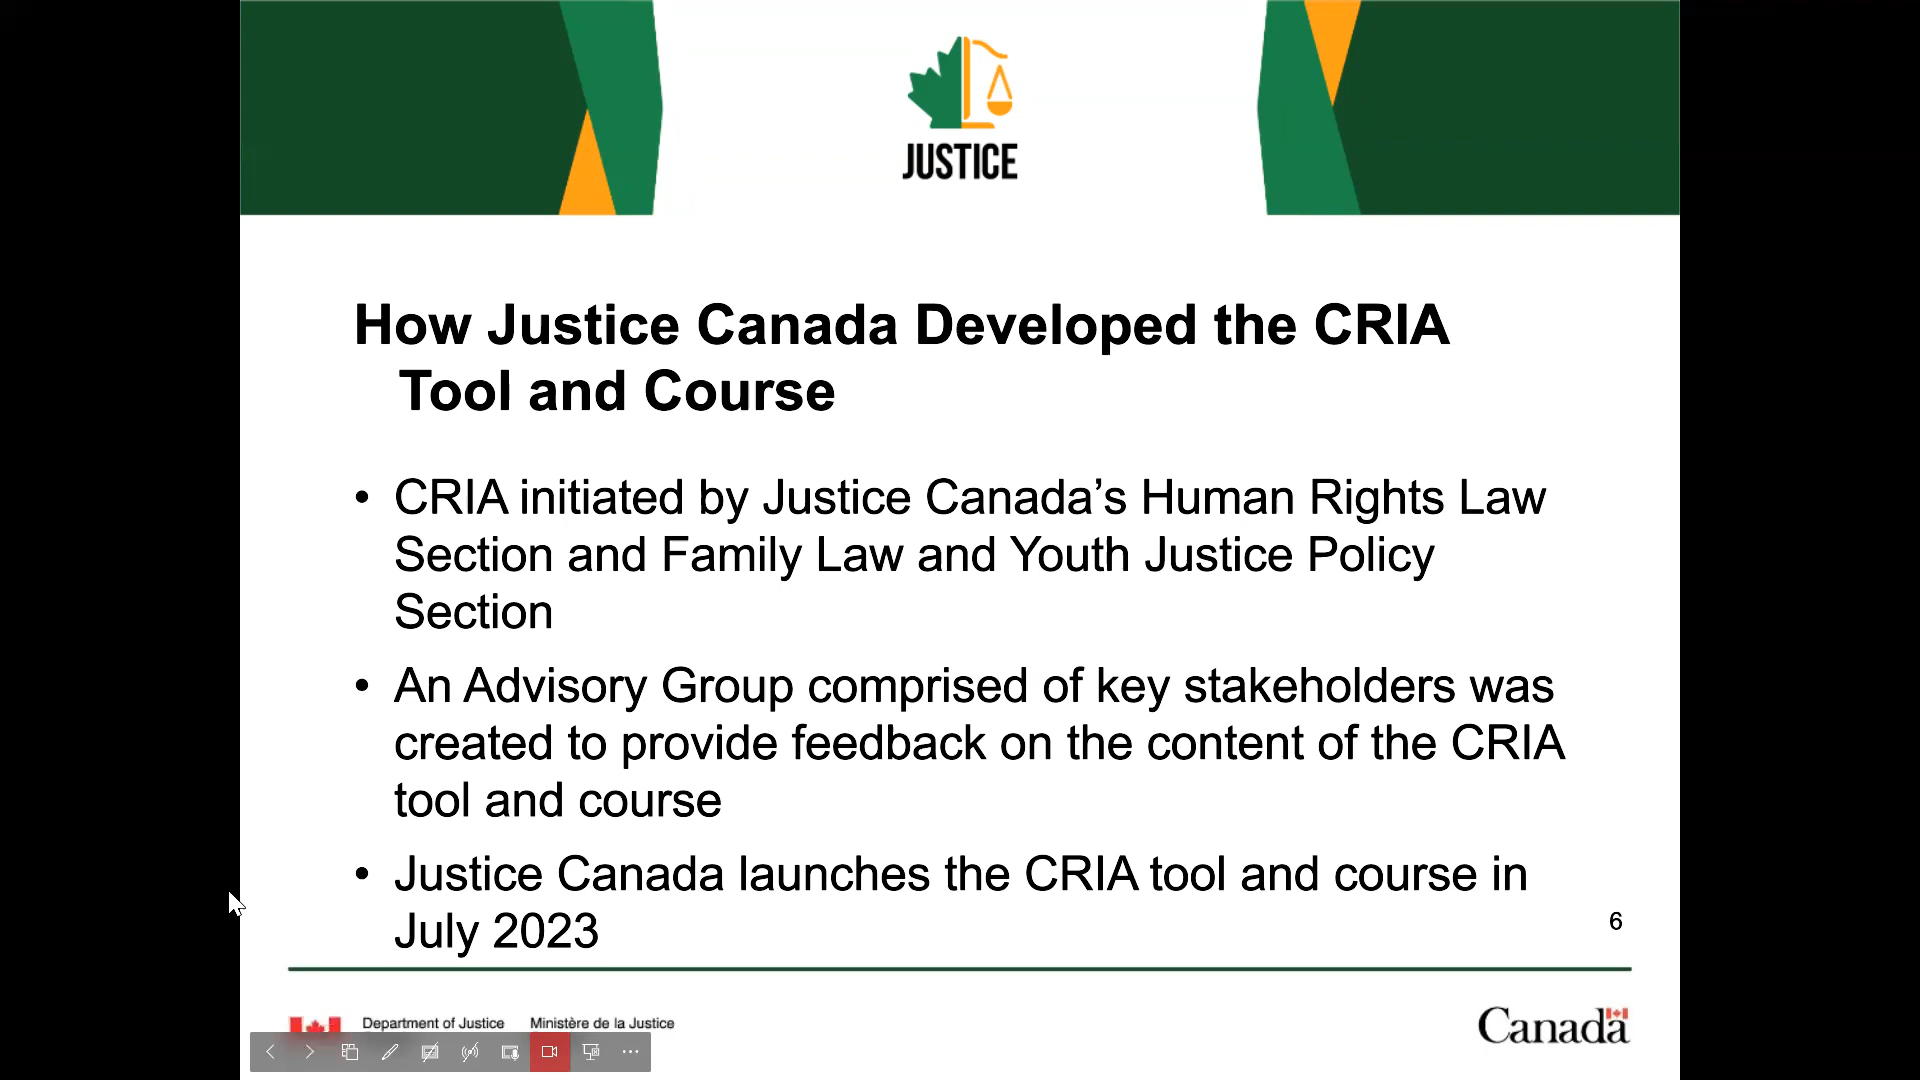 JUSTICE
How Justice Canada Developed the CRIA
Tool and Course
• CRIA initiated by Justice Canada’s Human Rights Law
Section and Family Law and Youth Justice Policy
Section
• An Advisory Group comprised of key stakeholders was
created to provide feedback on the content of the CRIA
tool and course
• Justice Canada launches the CRIA tool and course in
July 2023
6
Department of Justice Ministère de la Justice
Canada